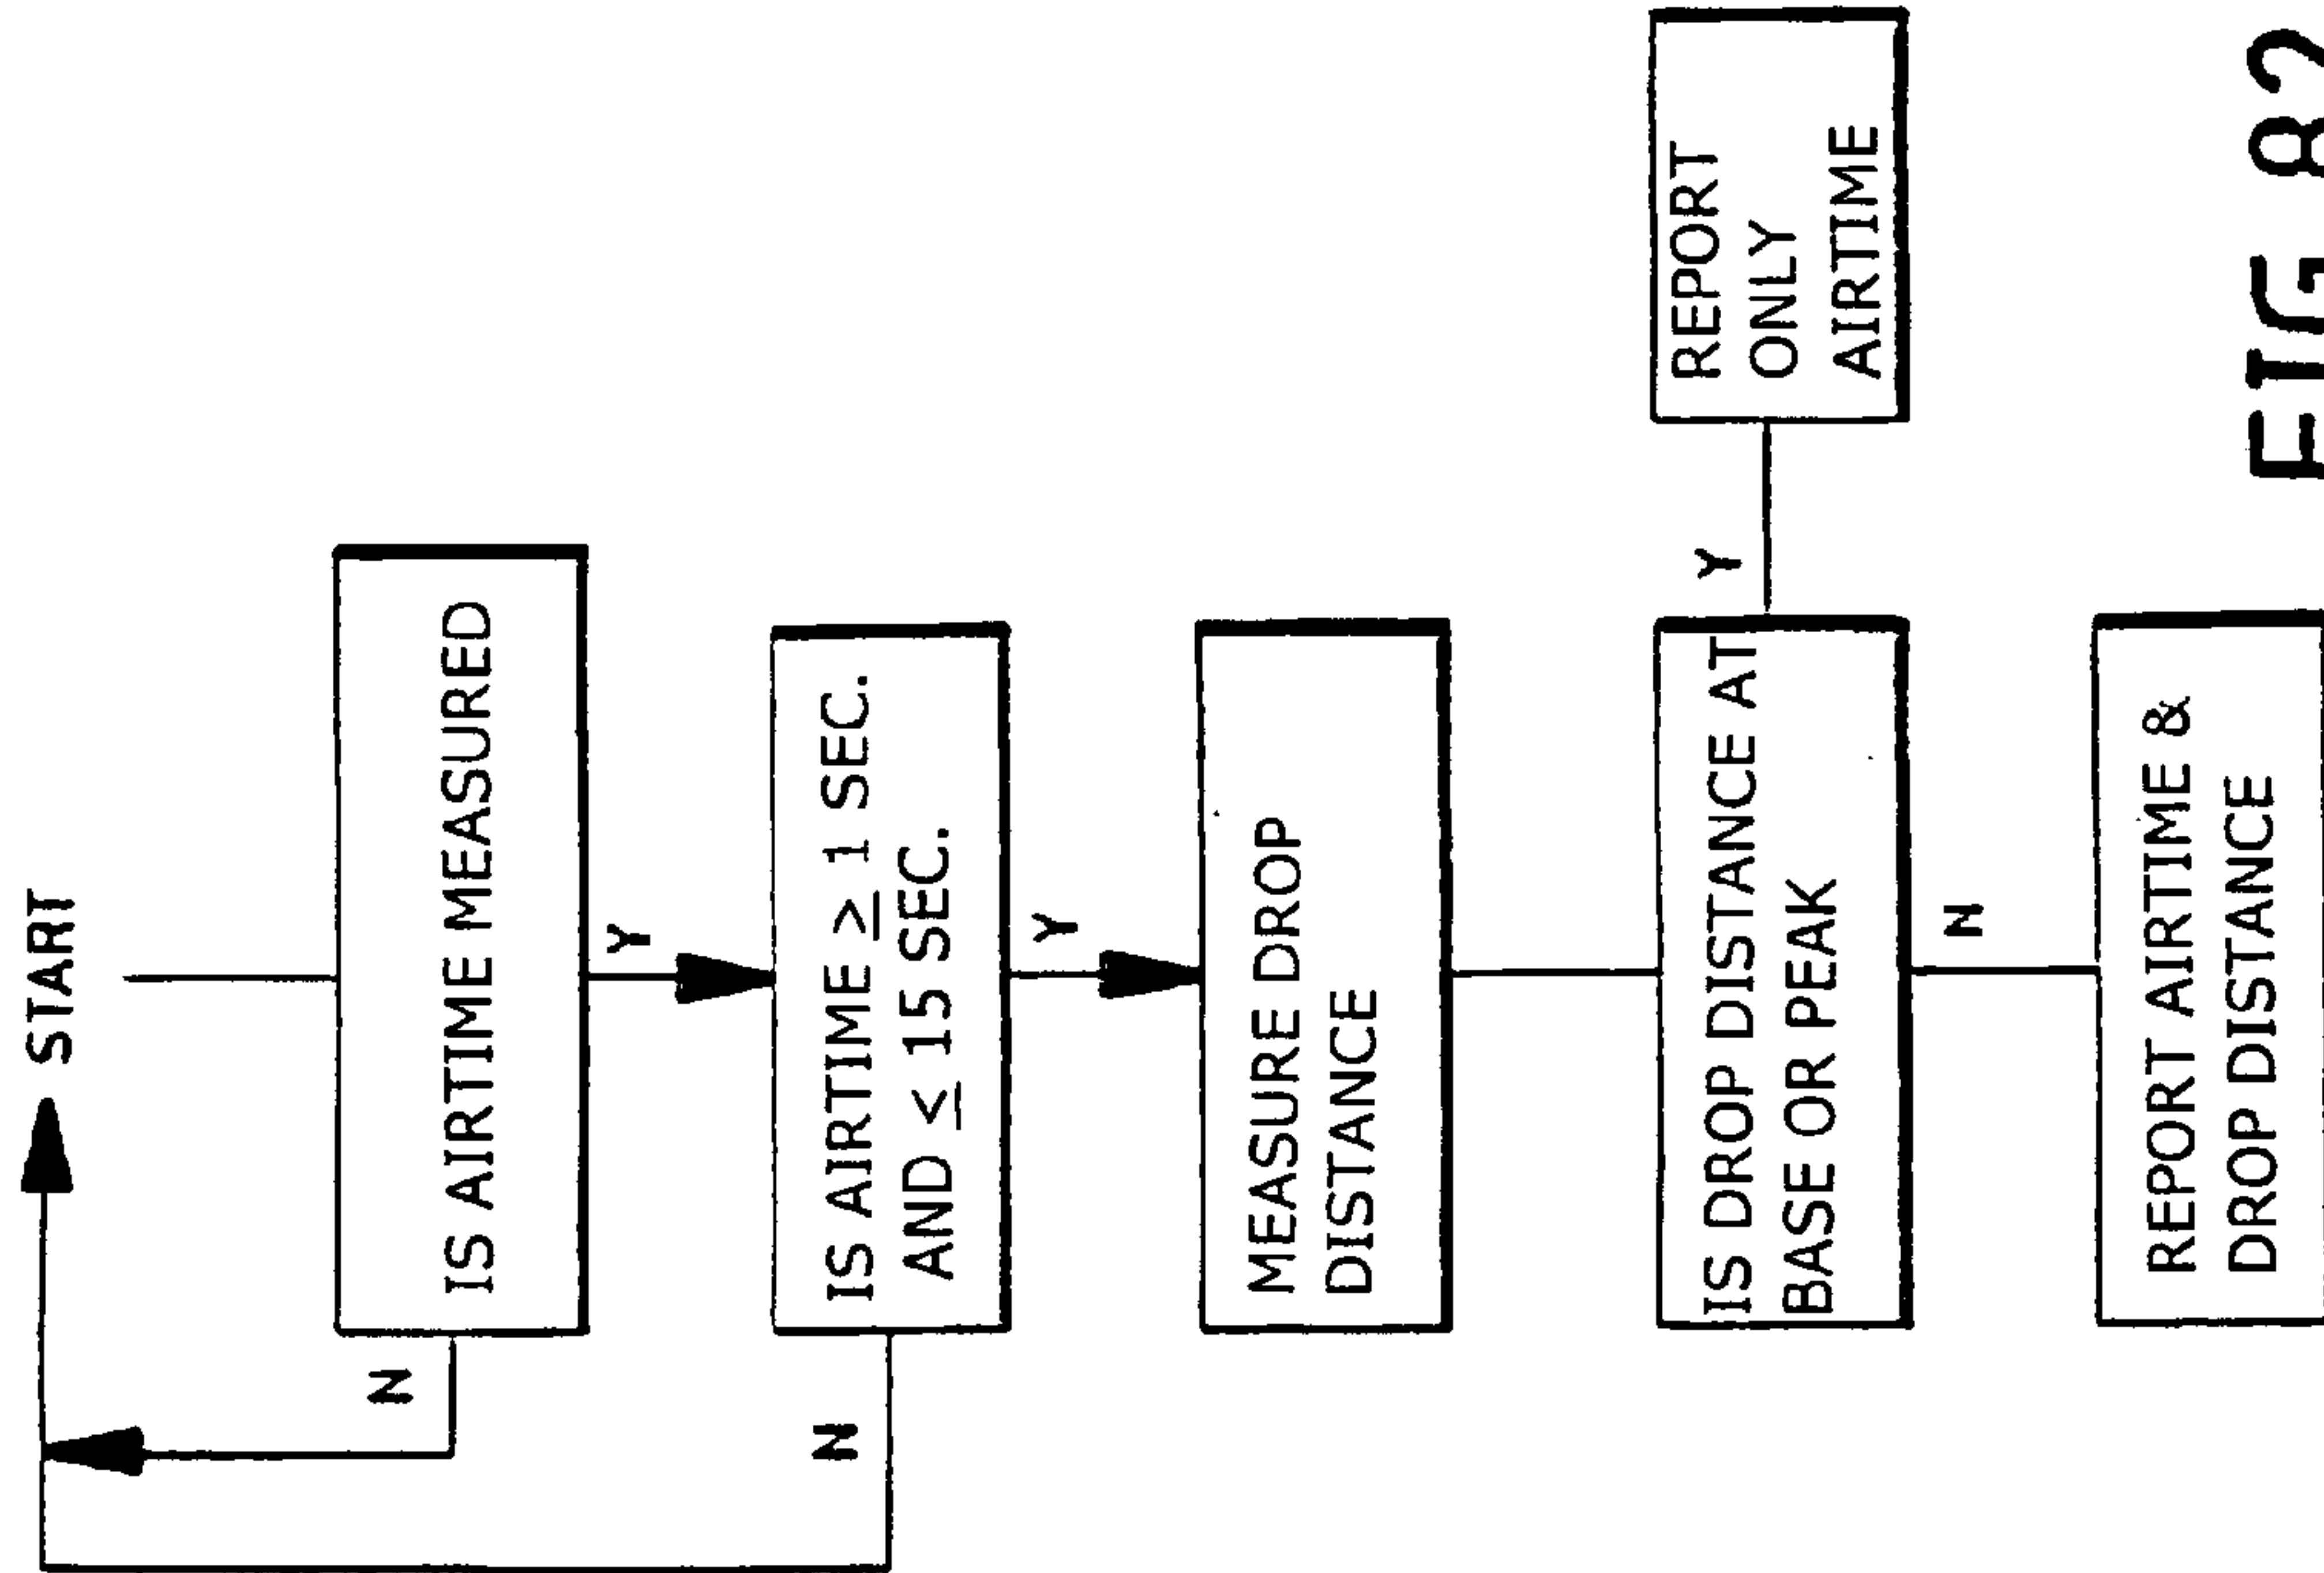 START
IS AIRTIME MEASURED
N
Y
IS AIRTIME ≥ 1 SEC.
AND ≤ 15 SEC.
N
Y
MEASURE DROP
DISTANCE
IS DROP DISTANCE AT
BASE OR PEAK
Y
REPORT
ONLY
AIRTIME
N
REPORT AIRTIME &
DROP DISTANCE
FIG 82